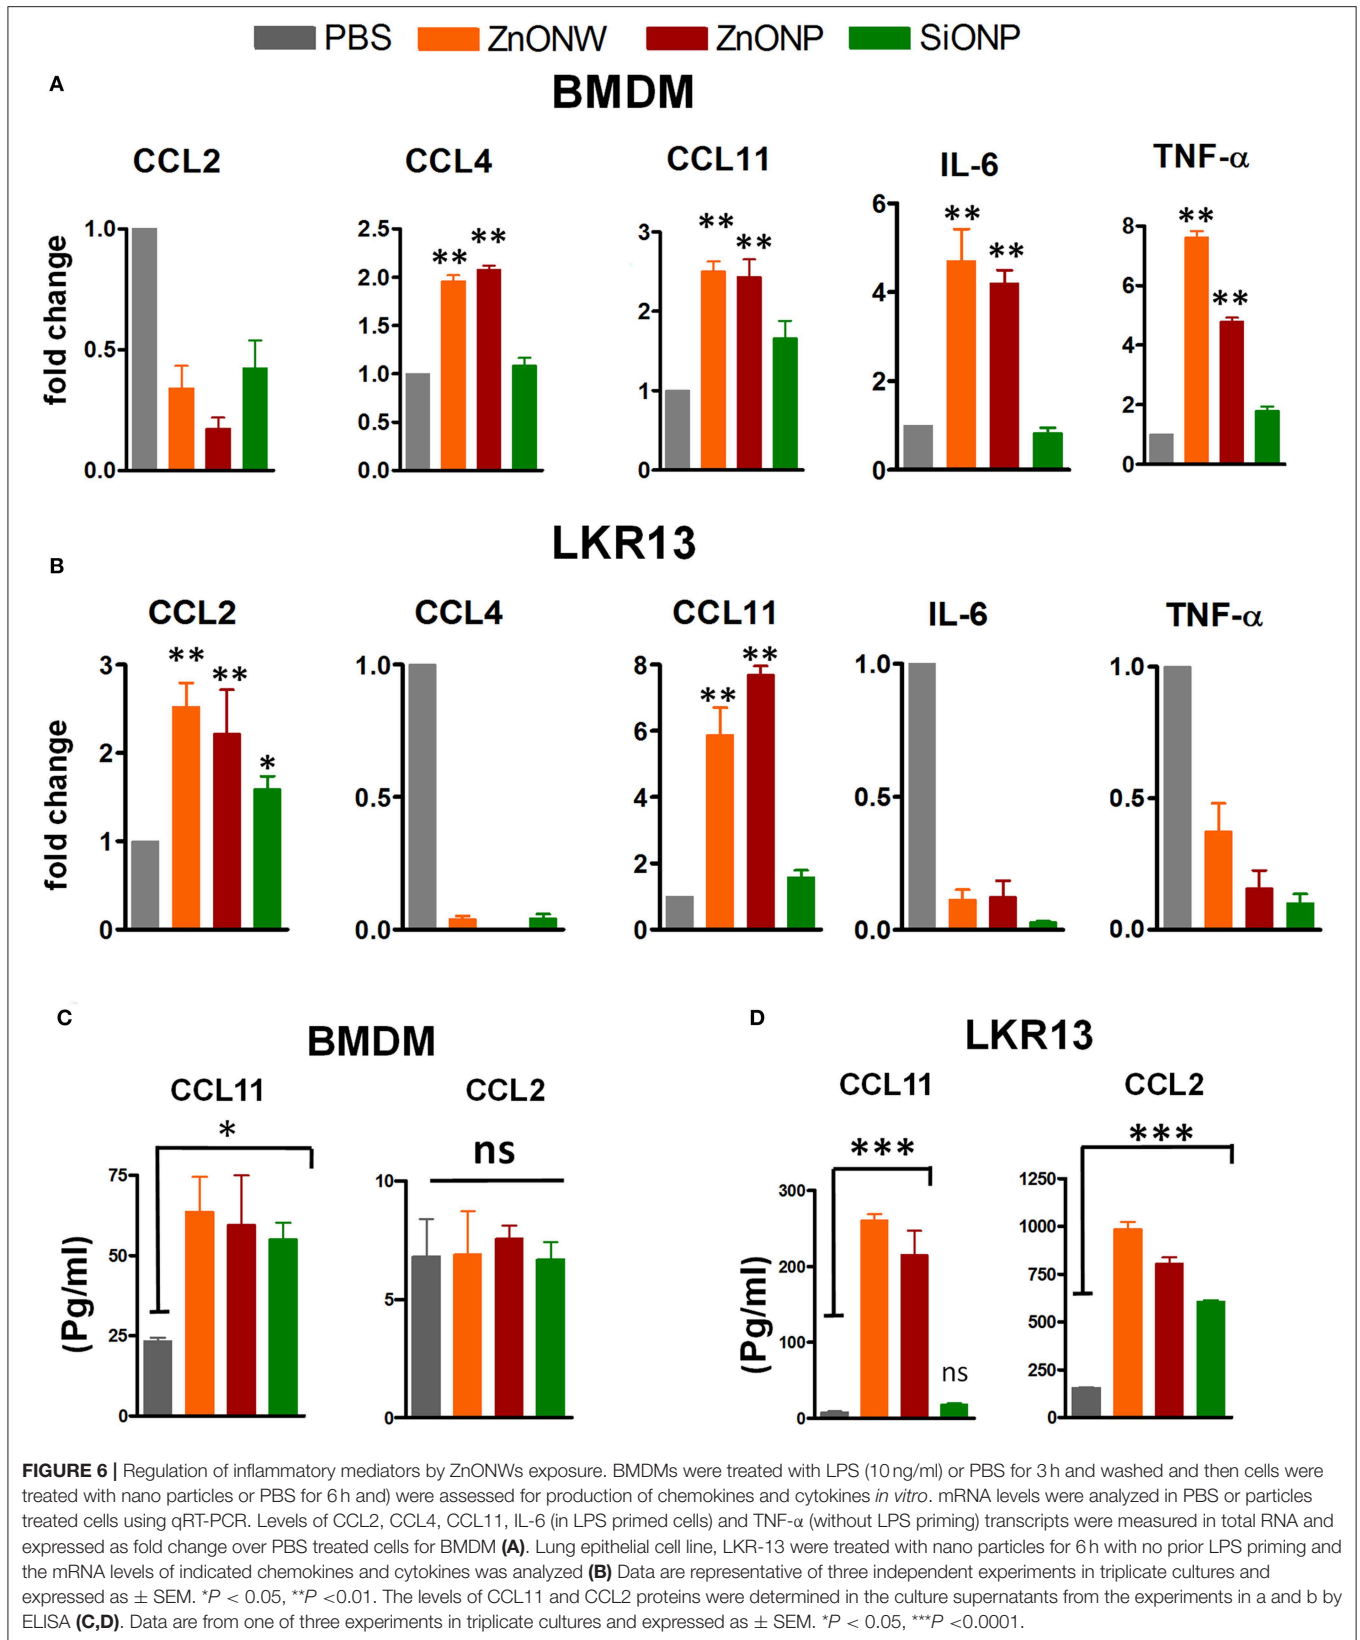 PBS ZnONW ZnONP SiONP
A
BMDM
CCL2 CCL4 CCL11 IL-6 TNF-α
fold change
1.0
0.5
0.0
2.5
2.0
1.5
1.0
0.5
0.0
** **
3
2
1
0
** **
6
4
2
0
** **
8
6
4
2
0
** **
LKR13
B
CCL2 CCL4 CCL11 IL-6 TNF-α
fold change
3
2
1
0
** ** *
1.0
0.5
0.0
8
6
4
2
0
** **
1.0
0.5
0.0
1.0
0.5
0.0
C
BMDM
CCL11 CCL2
(Pg/ml)
*
75
50
25
0
ns
10
5
0
D
LKR13
CCL11 CCL2
(Pg/ml)
***
300
200
100
0
ns
***
1250
1000
750
500
250
0
FIGURE 6 | Regulation of inflammatory mediators by ZnONWs exposure. BMDMs were treated with LPS (10 ng/ml) or PBS for 3 h and washed and then cells were
treated with nano particles or PBS for 6 h and) were assessed for production of chemokines and cytokines in vitro. mRNA levels were analyzed in PBS or particles
treated cells using qRT-PCR. Levels of CCL2, CCL4, CCL11, IL-6 (in LPS primed cells) and TNF-α (without LPS priming) transcripts were measured in total RNA and
expressed as fold change over PBS treated cells for BMDM (A). Lung epithelial cell line, LKR-13 were treated with nano particles for 6 h with no prior LPS priming and
the mRNA levels of indicated chemokines and cytokines was analyzed (B) Data are representative of three independent experiments in triplicate cultures and
expressed as ± SEM. *P < 0.05, **P <0.01. The levels of CCL11 and CCL2 proteins were determined in the culture supernatants from the experiments in a and b by
ELISA (C,D). Data are from one of three experiments in triplicate cultures and expressed as ± SEM. *P < 0.05, ***P <0.0001.